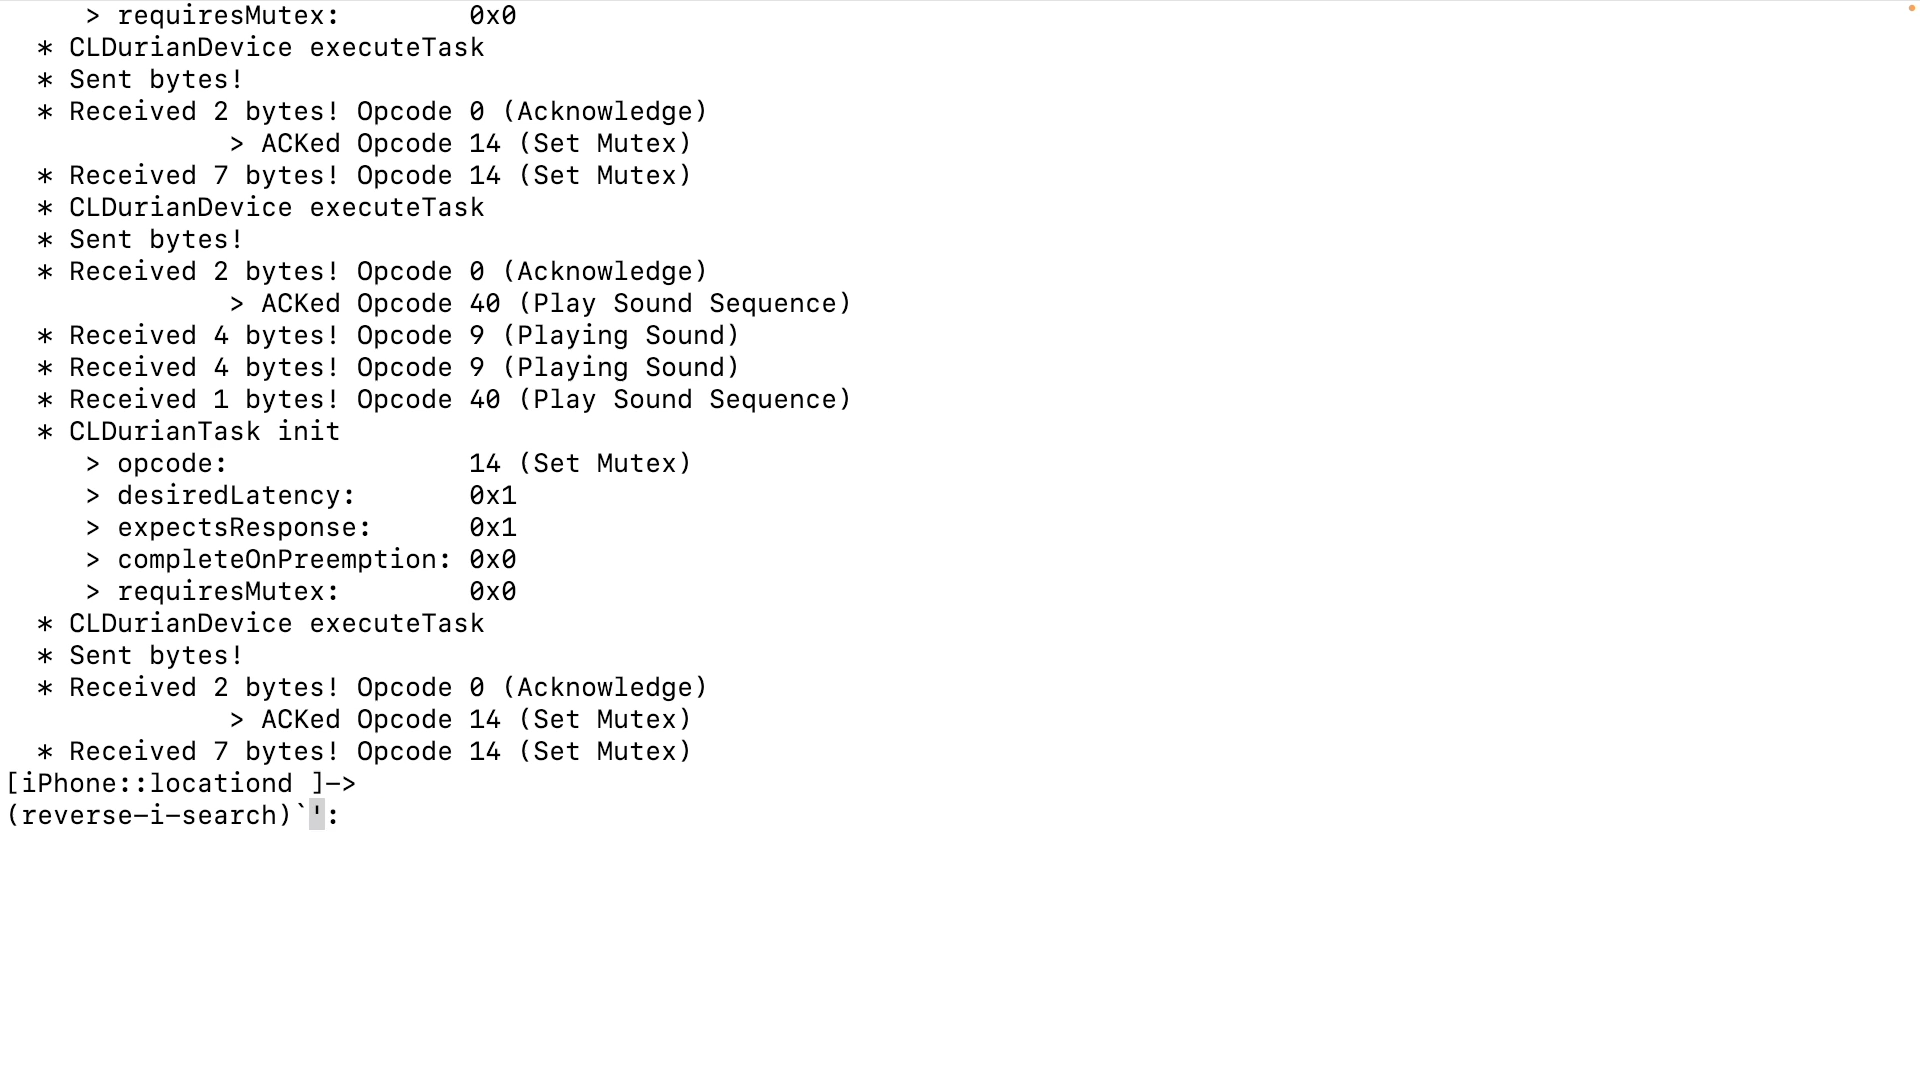 > requiresMutex: 0x0
* CLDurianDevice executeTask
* Sent bytes!
* Received 2 bytes! Opcode 0 (Acknowledge)
> ACKed Opcode 14 (Set Mutex)
* Received 7 bytes! Opcode 14 (Set Mutex)
* CLDurianDevice executeTask
* Sent bytes!
* Received 2 bytes! Opcode 0 (Acknowledge)
> ACKed Opcode 40 (Play Sound Sequence)
* Received 4 bytes! Opcode 9 (Playing Sound)
* Received 4 bytes! Opcode 9 (Playing Sound)
* Received 1 bytes! Opcode 40 (Play Sound Sequence)
* CLDurianTask init
> opcode: 14 (Set Mutex)
> desiredLatency: 0x1
> expectsResponse: 0x1
> completeOnPreemption: 0x0
> requiresMutex: 0x0
* CLDurianDevice executeTask
* Sent bytes!
* Received 2 bytes! Opcode 0 (Acknowledge)
> ACKed Opcode 14 (Set Mutex)
* Received 7 bytes! Opcode 14 (Set Mutex)
[iPhone::locationd ]->
(reverse-i-search)`':